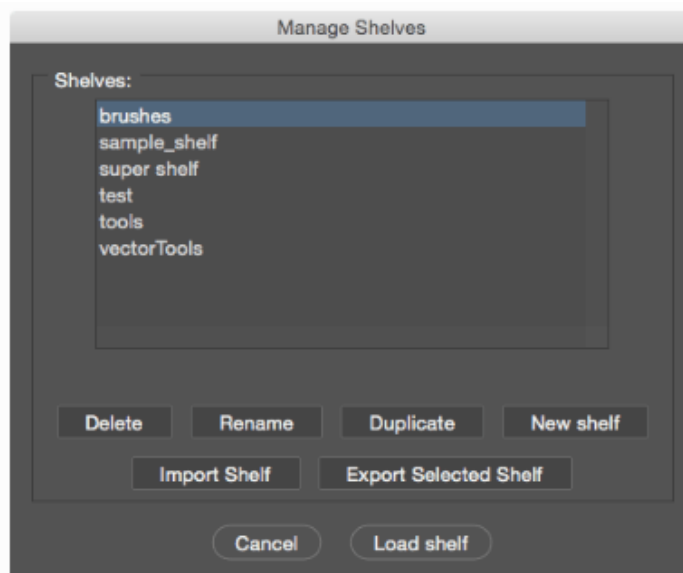 Manage Shelves
Shelves:
brushes
sample_shelf
super shelf
test
tools
vectorTools
Delete Rename Duplicate New shelf
Import Shelf Export Selected Shelf
Cancel Load shelf